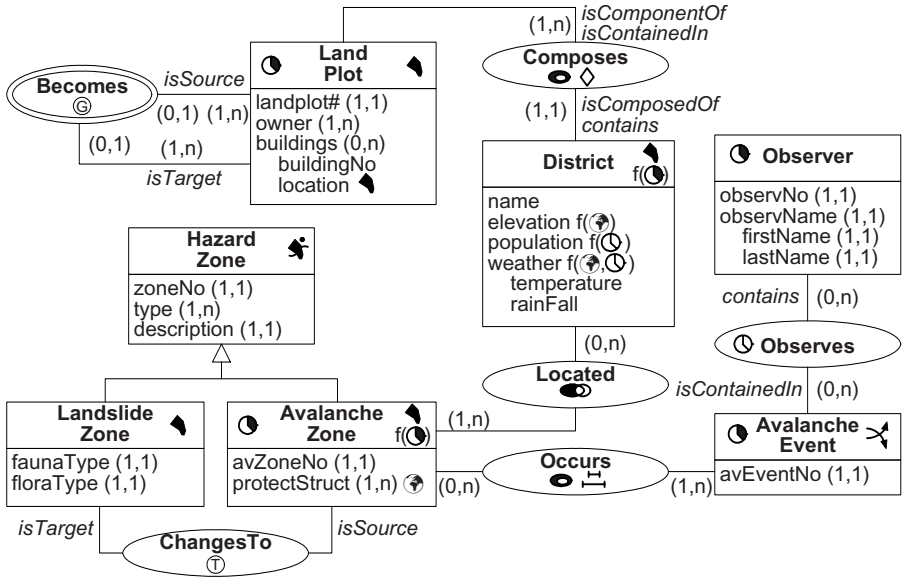 isComponentOf
(1,n) isContainedIn
Land
Plot
landplot# (1,1)
owner (1,n)
buildings (0,n)
buildingNo
location
Becomes
G
isSource
(0,1) (1,n)
(0,1) (1,n)
isTarget
Composes
(1,1) isComposedOf
contains
District
f( )
name
elevation f( )
population f( )
weather f( , )
temperature
rainFall
Observer
observNo (1,1)
observName (1,1)
firstName (1,1)
lastName (1,1)
contains (0,n)
Observes
isContainedIn (0,n)
Hazard
Zone
zoneNo (1,1)
type (1,n)
description (1,1)
(0,n)
Located
(1,n)
Landslide
Zone
faunaType (1,1)
floraType (1,1)
Avalanche
Zone
f( )
avZoneNo (1,1)
protectStruct (1,n)
(0,n)
Occurs
(1,n)
Avalanche
Event
avEventNo (1,1)
isTarget
ChangesTo
T
isSource